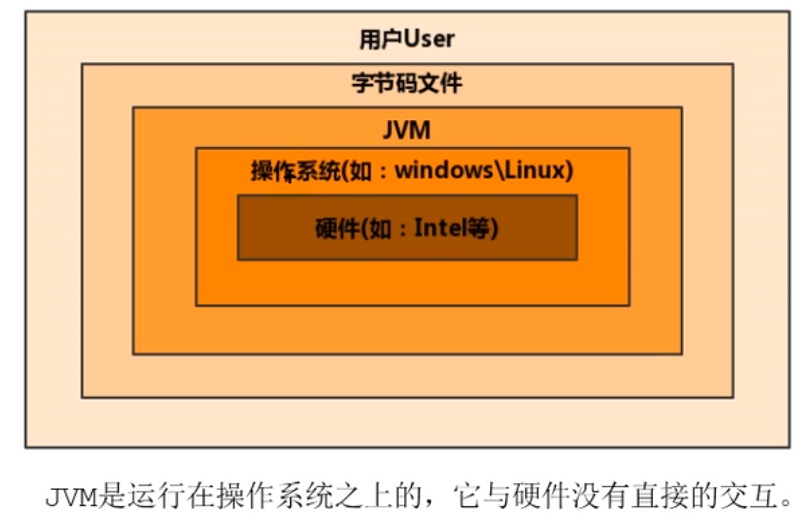 用户User
字节码文件
JVM
操作系统(如：windows\Linux)
硬件(如：Intel等)
JVM是运行在操作系统之上的，它与硬件没有直接的交互。